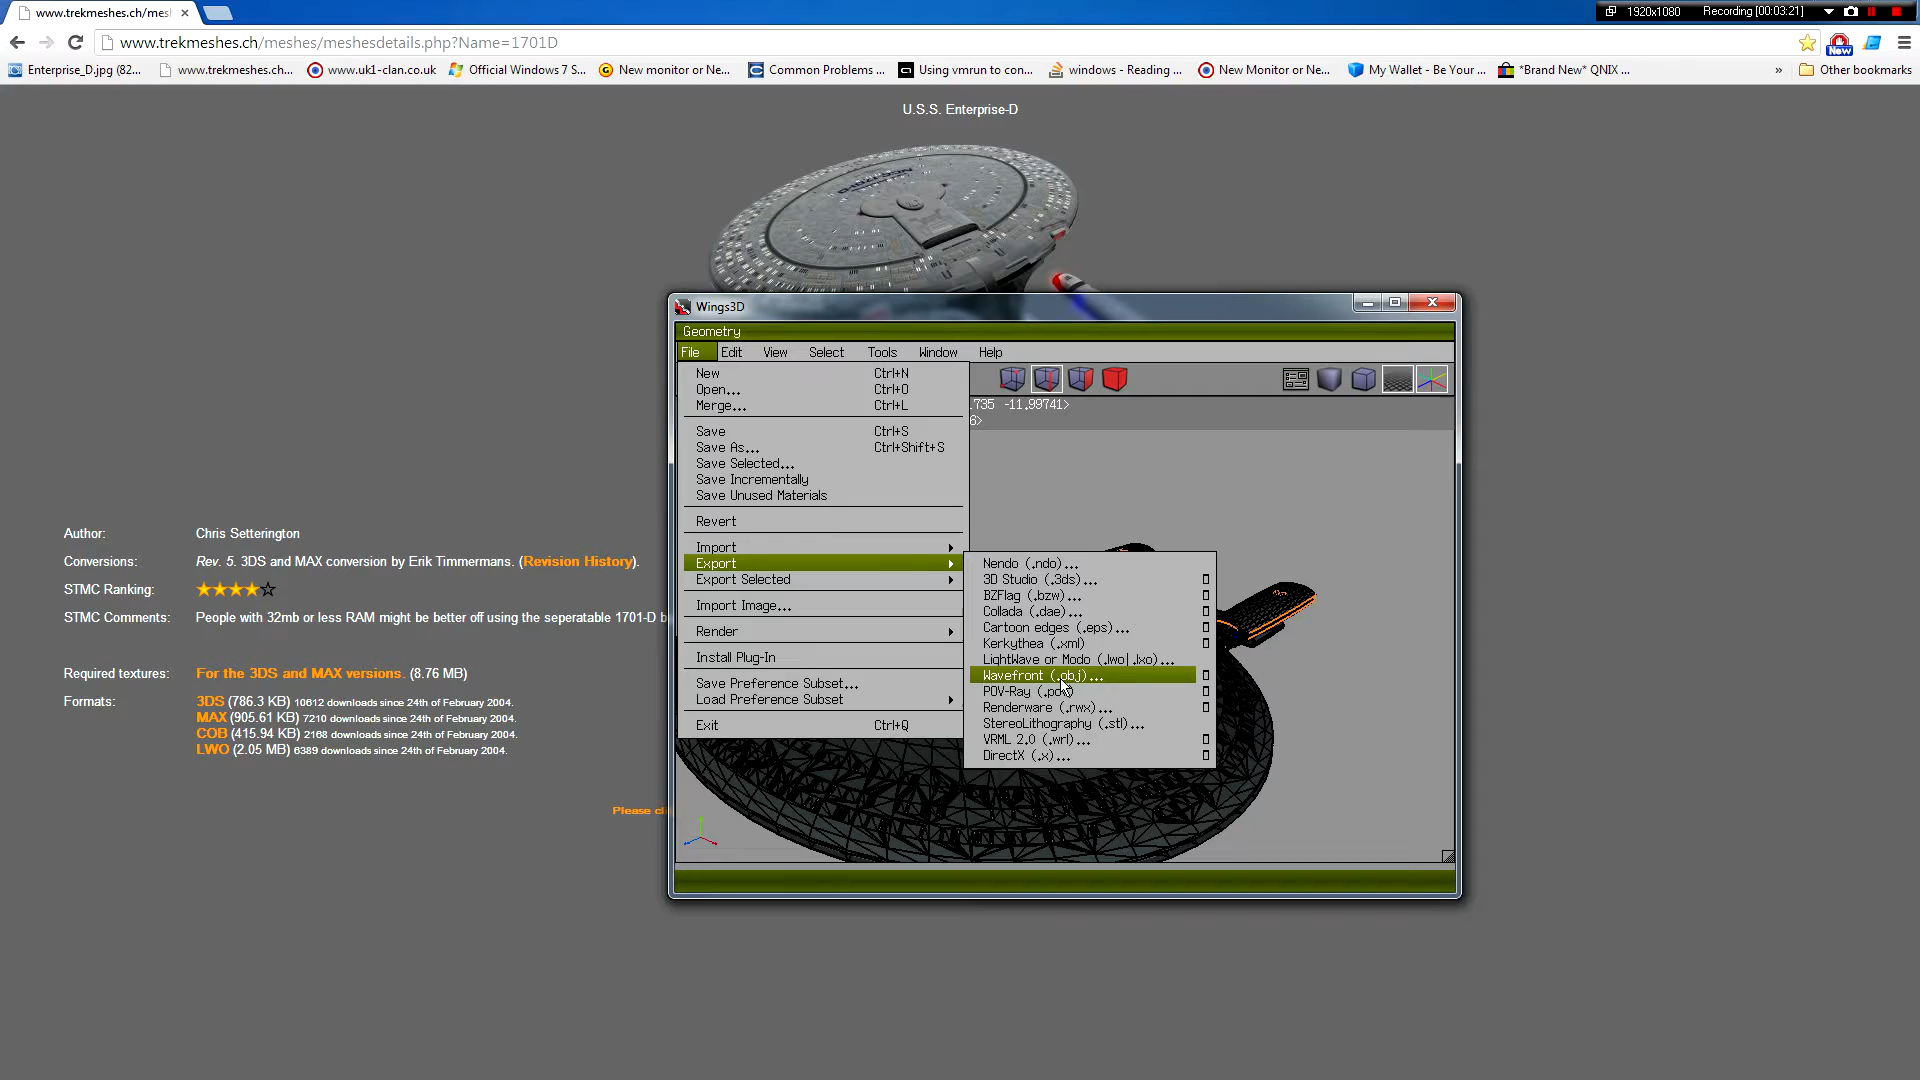 www.trekmeshes.ch/mes
1920x1080 Recording [00:03:21]
www.trekmeshes.ch/meshes/meshesdetails.php?Name=1701D
New
Enterprise_D.jpg (82... www.trekmeshes.ch... www.uk1-clan.co.uk Official Windows 7 S... New monitor or Ne... Common Problems ... Using vmrun to con... windows - Reading ... New Monitor or Ne... My Wallet - Be Your ... *Brand New* QNIX ... » Other bookmarks
U.S.S. Enterprise-D
Wings3D
Geometry
File Edit View Select Tools Window Help
New Ctrl+N
Open... Ctrl+O
Merge... Ctrl+L
.735 -11.99741>
6>
Save Ctrl+S
Save As... Ctrl+Shift+S
Save Selected...
Save Incrementally
Save Unused Materials
Revert
Import
Export
Export Selected
Import Image...
Render
Install Plug-In
Save Preference Subset...
Load Preference Subset
Exit Ctrl+Q
Nendo (.ndo)...
3D Studio (.3ds)...
BZFlag (.bzw)...
Collada (.dae)...
Cartoon edges (.eps)...
Kerkythea (.xml)
LightWave or Modo (.lwo|.lxo)...
Wavefront (.obj)...
POV-Ray (.pov)
Renderware (.rwx)...
StereoLithography (.stl)...
VRML 2.0 (.wrl)...
DirectX (.x)...
Author: Chris Setterington
Conversions: Rev. 5. 3DS and MAX conversion by Erik Timmermans. (Revision History).
STMC Ranking:
STMC Comments: People with 32mb or less RAM might be better off using the seperatable 1701-D b
Required textures: For the 3DS and MAX versions. (8.76 MB)
Formats: 3DS (786.3 KB) 10612 downloads since 24th of February 2004.
MAX (905.61 KB) 7210 downloads since 24th of February 2004.
COB (415.94 KB) 2168 downloads since 24th of February 2004.
LWO (2.05 MB) 6389 downloads since 24th of February 2004.
Please cli